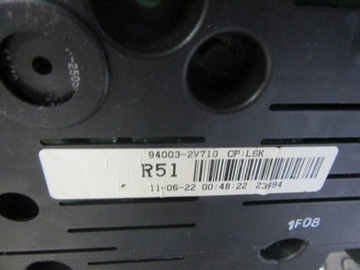 94003-2V710 CP:LSK
R51
11-06-22 00:48:22 23894
1F08